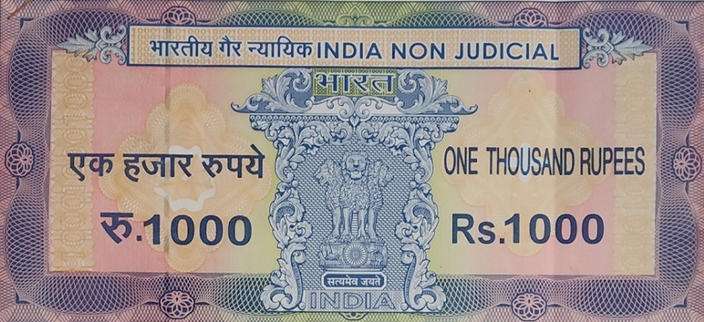 भारतीय गैर न्यायिक INDIA NON JUDICIAL
भारत
एक हजार रुपये
ONE THOUSAND RUPEES
रु.1000
Rs.1000
सत्यमेव जयते
INDIA